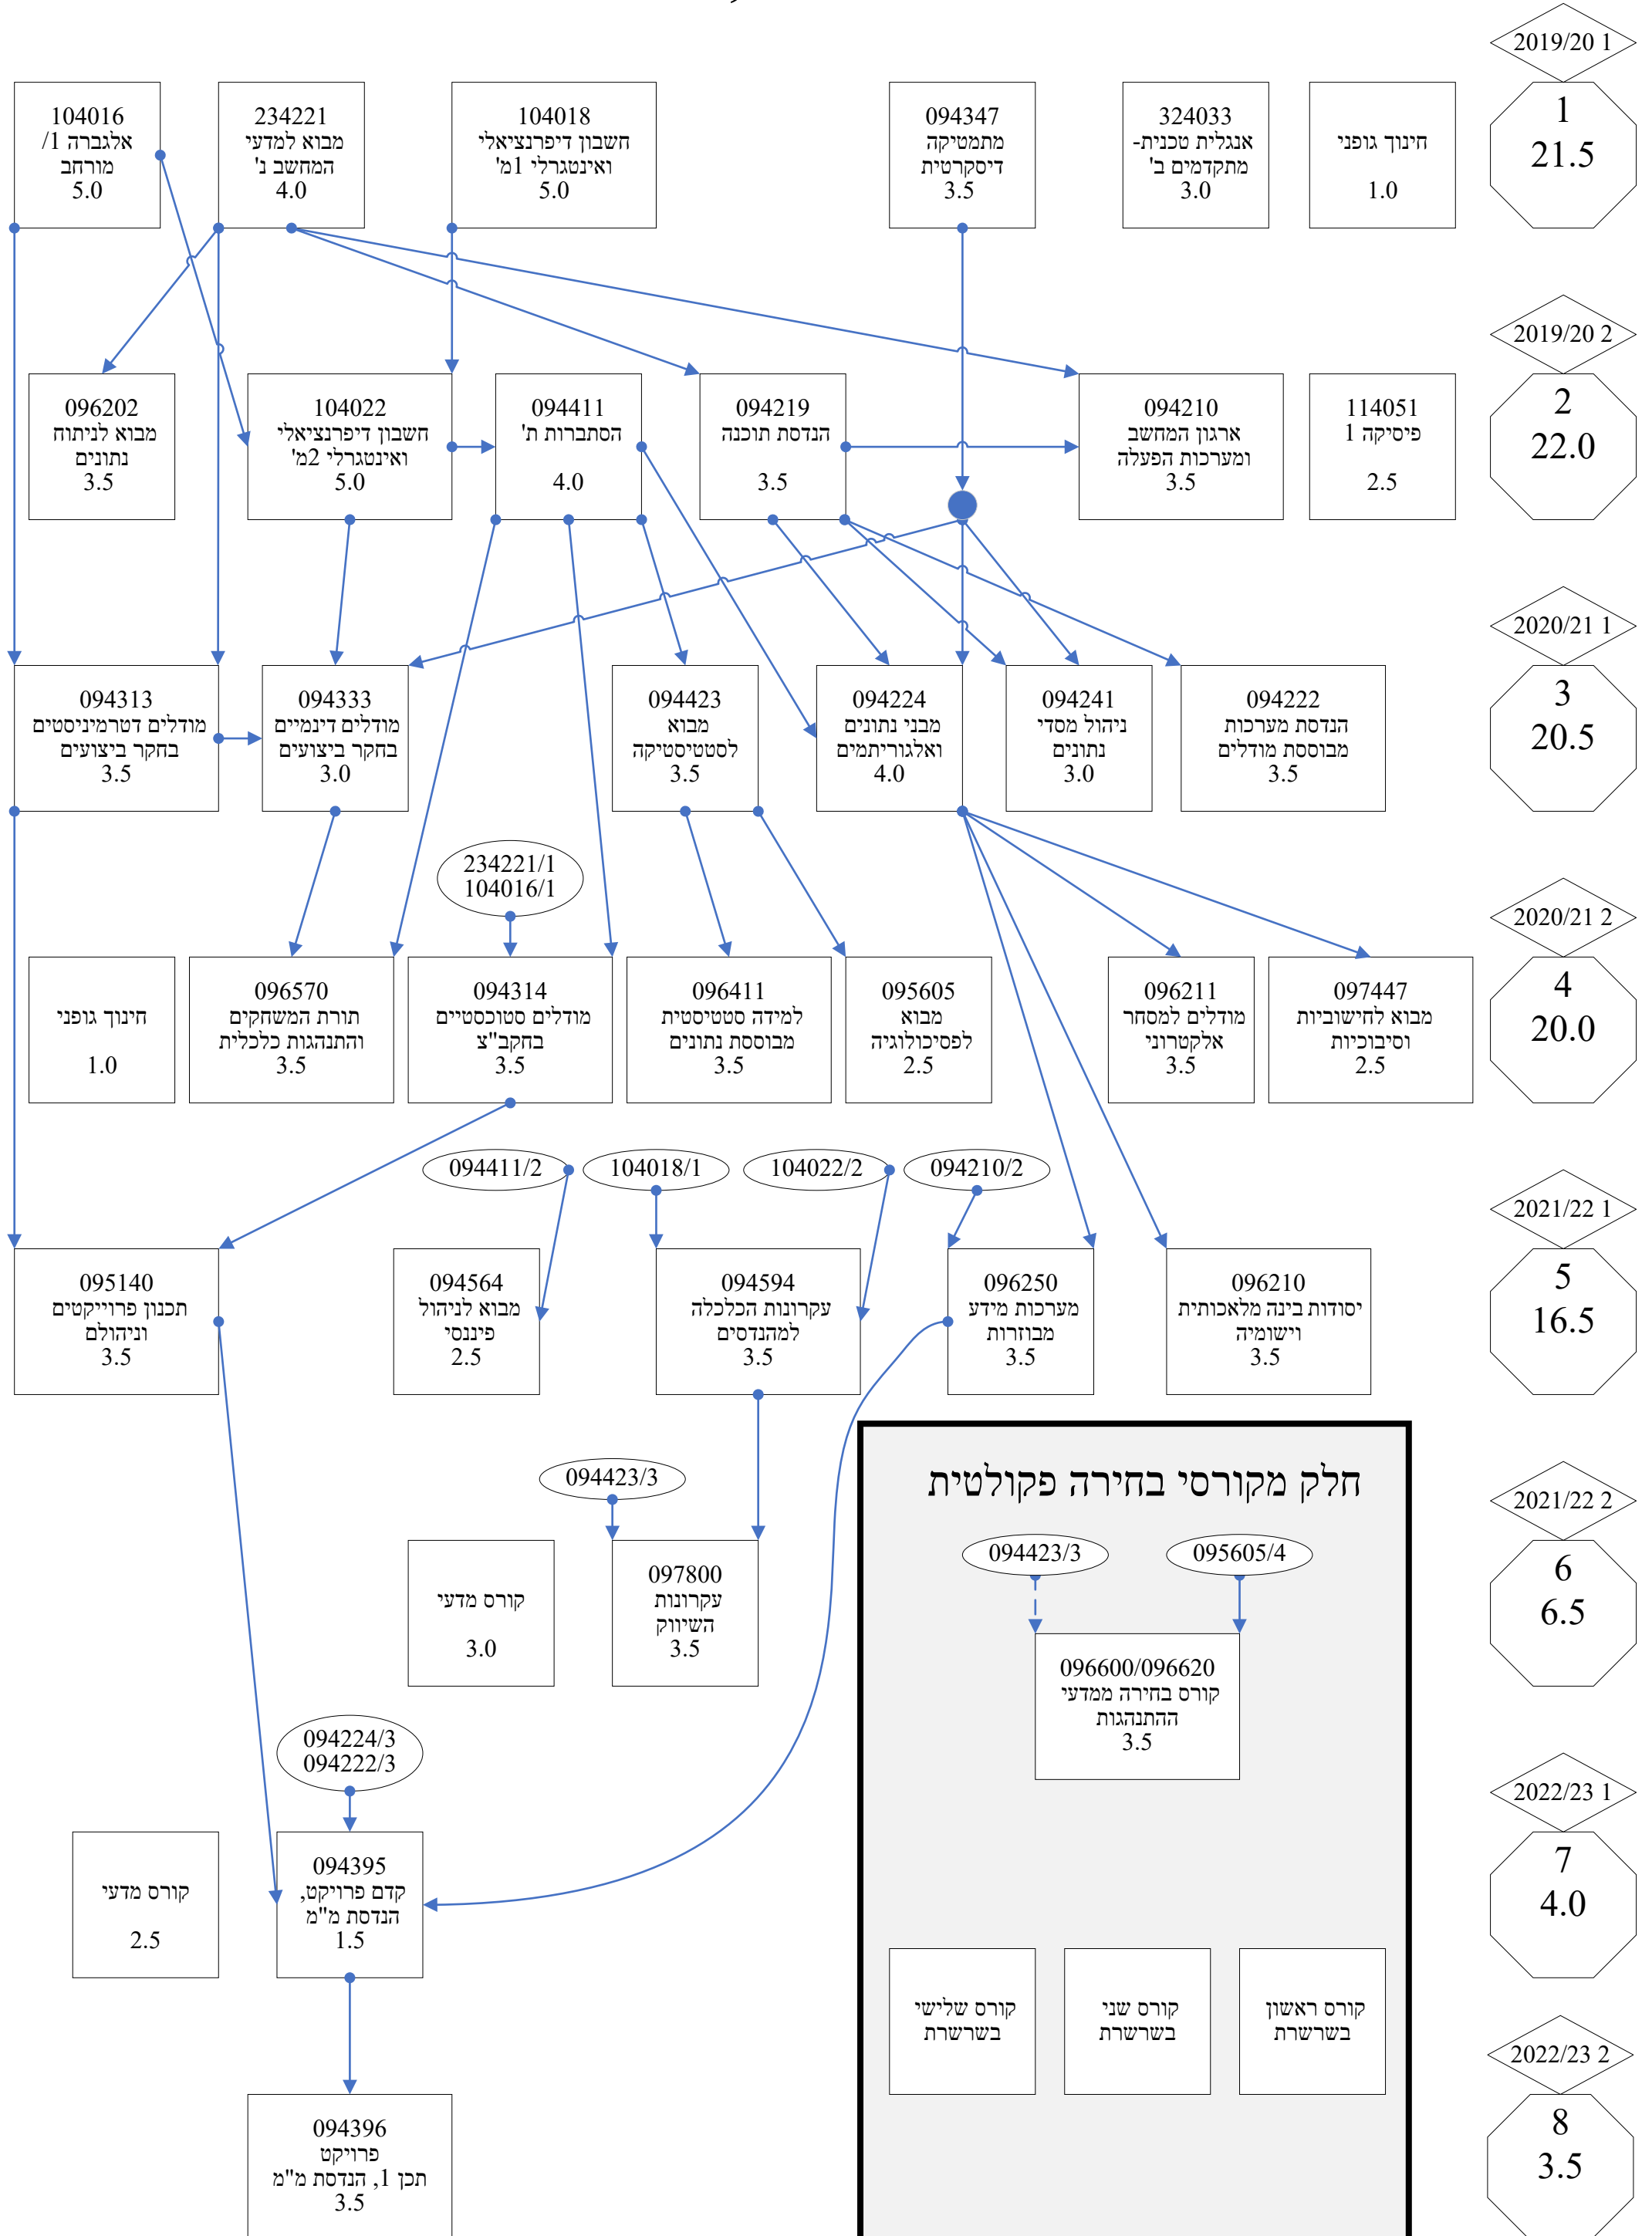 2019/20 1
1
21.5
חינוך גופני
1.0
324033
אנגלית טכנית-
מתקדמים ב'
3.0
094347
מתמטיקה
דיסקרטית
3.5
104018
חשבון דיפרנציאלי
ואינטגרלי 1מ'
5.0
234221
מבוא למדעי
המחשב נ'
4.0
104016
אלגברה 1/
מורחב
5.0
2019/20 2
2
22.0
114051
פיסיקה 1
2.5
094210
ארגון המחשב
ומערכות הפעלה
3.5
094219
הנדסת תוכנה
3.5
094411
הסתברות ת'
4.0
104022
חשבון דיפרנציאלי
ואינטגרלי 2מ'
5.0
096202
מבוא לניתוח
נתונים
3.5
2020/21 1
3
20.5
094222
הנדסת מערכות
מבוססת מודלים
3.5
094241
ניהול מסדי
נתונים
3.0
094224
מבני נתונים
ואלגוריתמים
4.0
094423
מבוא
לסטטיסטיקה
3.5
094333
מודלים דינמיים
בחקר ביצועים
3.0
094313
מודלים דטרמיניסטים
בחקר ביצועים
3.5
234221/1
104016/1
2020/21 2
4
20.0
097447
מבוא לחישוביות
וסיבוכיות
2.5
096211
מודלים למסחר
אלקטרוני
3.5
095605
מבוא
לפסיכולוגיה
2.5
096411
למידה סטטיסטית
מבוססת נתונים
3.5
094314
מודלים סטוכסטיים
בחקב"צ
3.5
096570
תורת המשחקים
והתנהגות כלכלית
3.5
חינוך גופני
1.0
094210/2
104022/2
104018/1
094411/2
2021/22 1
5
16.5
096210
יסודות בינה מלאכותית
וישומיה
3.5
096250
מערכות מידע
מבוזרות
3.5
094594
עקרונות הכלכלה
למהנדסים
3.5
094564
מבוא לניהול
פיננסי
2.5
095140
תכנון פרוייקטים
וניהולם
3.5
094423/3
2021/22 2
6
6.5
097800
עקרונות
השיווק
3.5
קורס מדעי
3.0
חלק מקורסי בחירה פקולטית
095605/4
094423/3
096600/096620
קורס בחירה ממדעי
ההתנהגות
3.5
094224/3
094222/3
2022/23 1
7
4.0
094395
קדם פרויקט,
הנדסת מ"מ
1.5
קורס מדעי
2.5
קורס ראשון
בשרשרת
קורס שני
בשרשרת
קורס שלישי
בשרשרת
2022/23 2
8
3.5
094396
פרויקט
תכן 1, הנדסת מ"מ
3.5